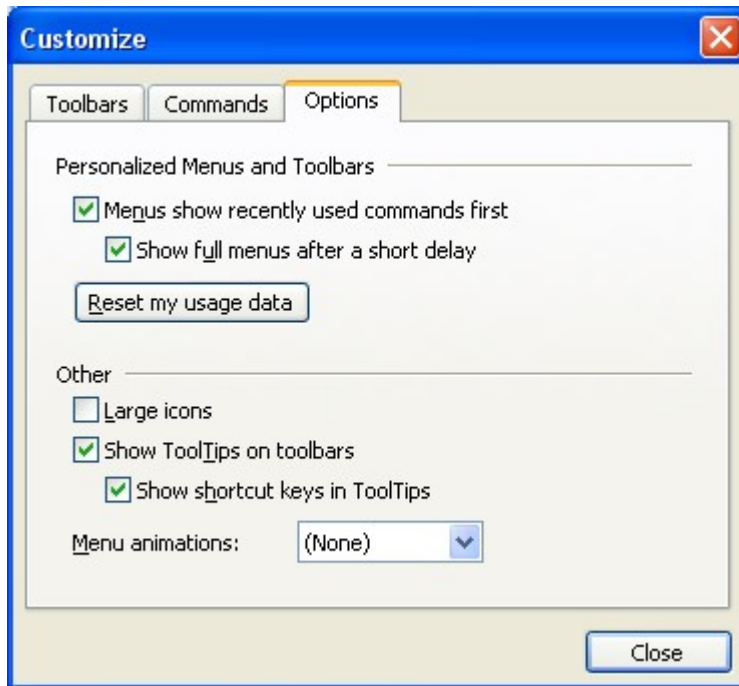 Customize
Toolbars Commands Options
Personalized Menus and Toolbars
Menus show recently used commands first
Show full menus after a short delay
Reset my usage data
Other
Large icons
Show ToolTips on toolbars
Show shortcut keys in ToolTips
Menu animations: (None)
Close